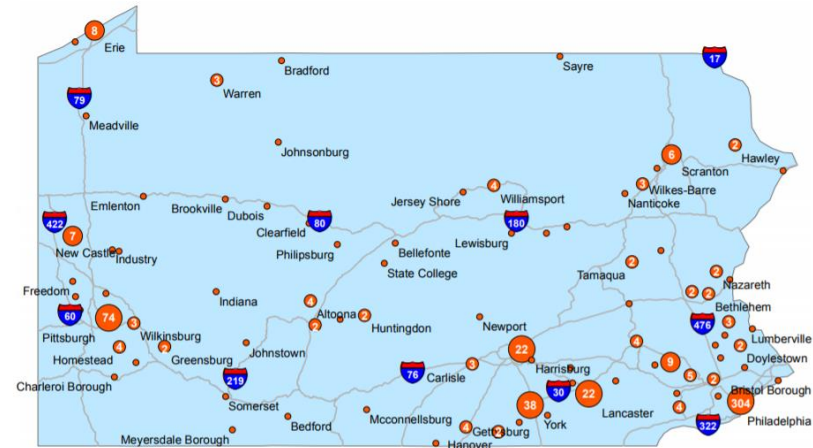 8
Erie
17
Sayre
Bradford
3
Warren
79
Meadville
Johnsonburg
6
2
Hawley
Scranton
4
3
Wilkes-Barre
Jersey Shore
Williamsport
Nanticoke
Emlenton
Brookville
Dubois
422
Clearfield
80
180
7
Lewisburg
New Castle
Industry
Philipsburg
Bellefonte
State College
2
Tamaqua
2
Nazareth
Freedom
2
2
Indiana
4
Bethlehem
60
74
Altoona
2
Newport
476
3
3
2
Huntingdon
Pittsburgh
Wilkinsburg
Lumberville
4
2
Johnstown
22
4
2
Homestead
Greensburg
Doylestown
76
3
Harrisburg
9
Charleroi Borough
219
Carlisle
5
2
30
22
Bristol Borough
Somerset
38
Lancaster
4
304
Mcconnellsburg
York
Philadelphia
Bedford
4
2
Gettysburg
322
Meyersdale Borough
Hanover